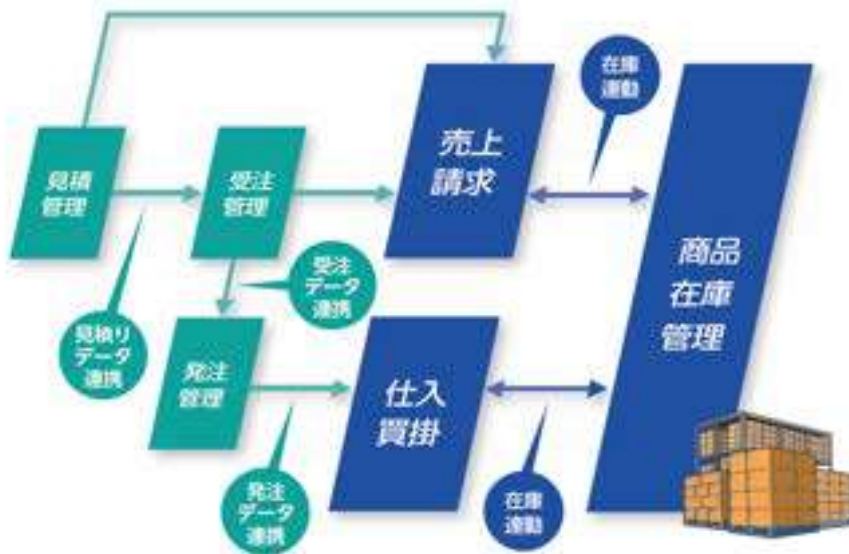 在庫
連動
売上
請求
見積
管理
受注
管理
商品
在庫
管理
受注
データ
連携
見積り
データ
連携
発注
管理
仕入
買掛
発注
データ
連携
在庫
連動